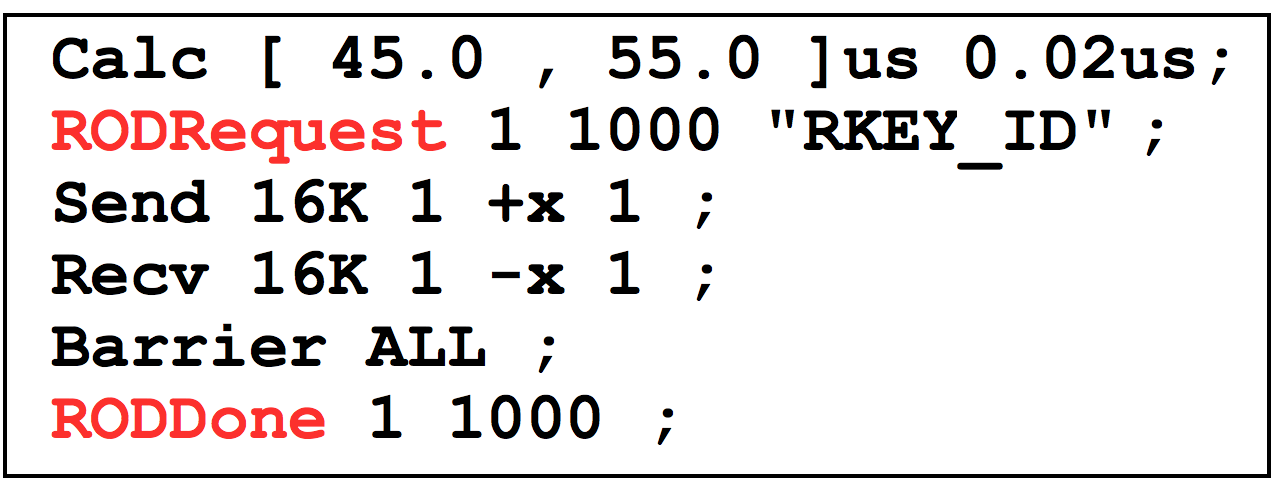 Calc [ 45.0 , 55.0 ]us 0.02us;
RODRequest 1 1000 "RKEY_ID" ;
Send 16K 1 +x 1 ;
Recv 16K 1 -x 1 ;
Barrier ALL ;
RODDone 1 1000 ;